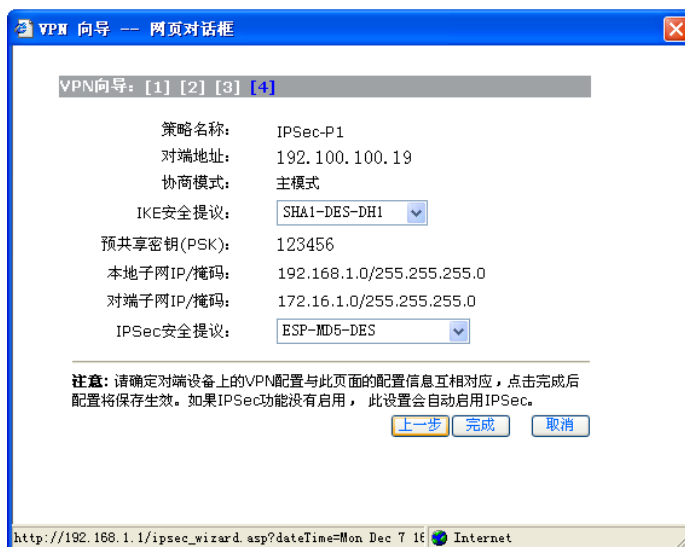 VPN 向导 -- 网页对话框
VPN向导: [1] [2] [3] [4]
策略名称: IPSec-P1
对端地址: 192.100.100.19
协商模式: 主模式
IKE安全提议: SHA1-DES-DH1
预共享密钥(PSK): 123456
本地子网IP/掩码: 192.168.1.0/255.255.255.0
对端子网IP/掩码: 172.16.1.0/255.255.255.0
IPSec安全提议: ESP-MD5-DES
注意: 请确定对端设备上的VPN配置与此页面的配置信息互相对应，点击完成后
配置将保存生效。如果IPSec功能没有启用， 此设置会自动启用IPSec。
上一步 完成 取消
http://192.168.1.1/ipsec_wizard.asp?dateTime=Mon Dec 7 16 Internet